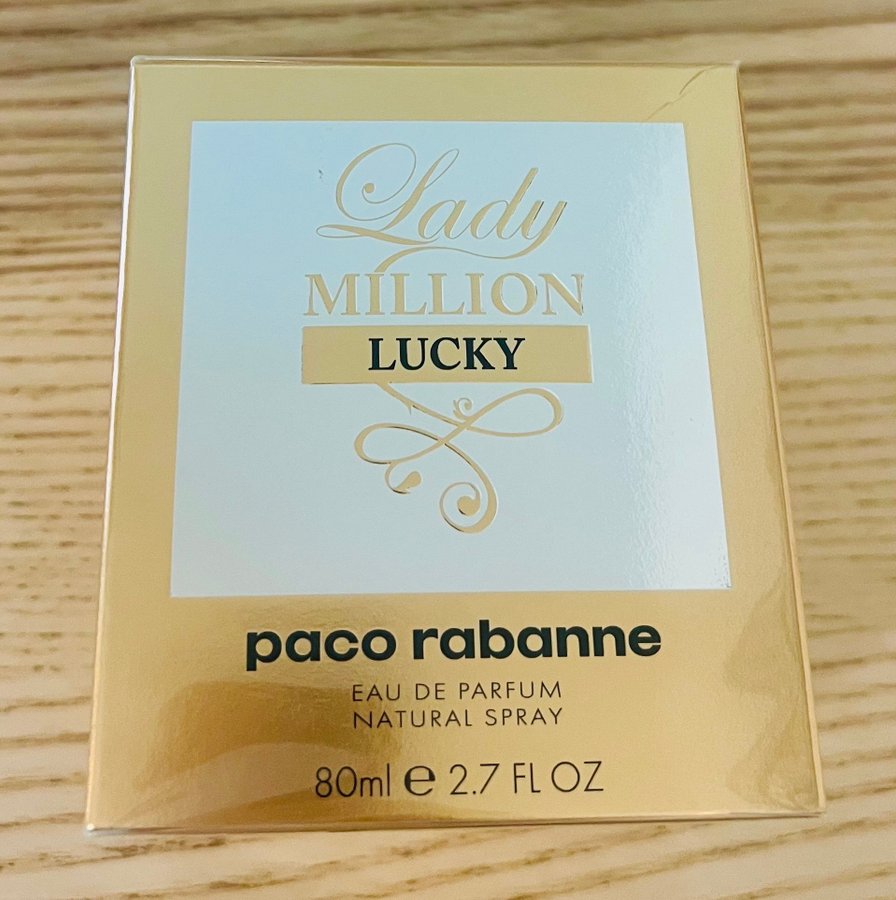 Lady
MILLION
LUCKY
paco rabanne
EAU DE PARFUM
NATURAL SPRAY
80ml ℮ 2.7 FL OZ